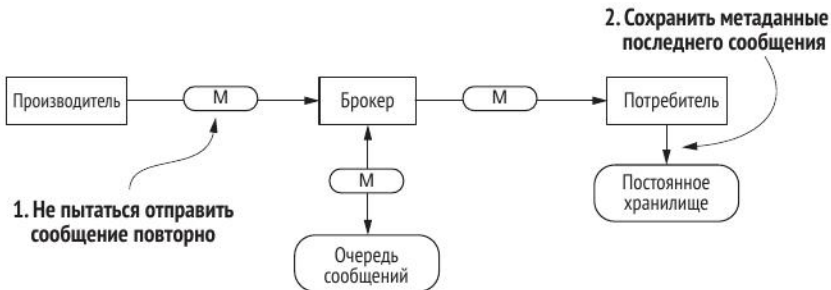 2. Сохранить метаданные
последнего сообщения
Производитель
М
Брокер
М
Потребитель
М
Постоянное
хранилище
1. Не пытаться отправить
сообщение повторно
Очередь
сообщений